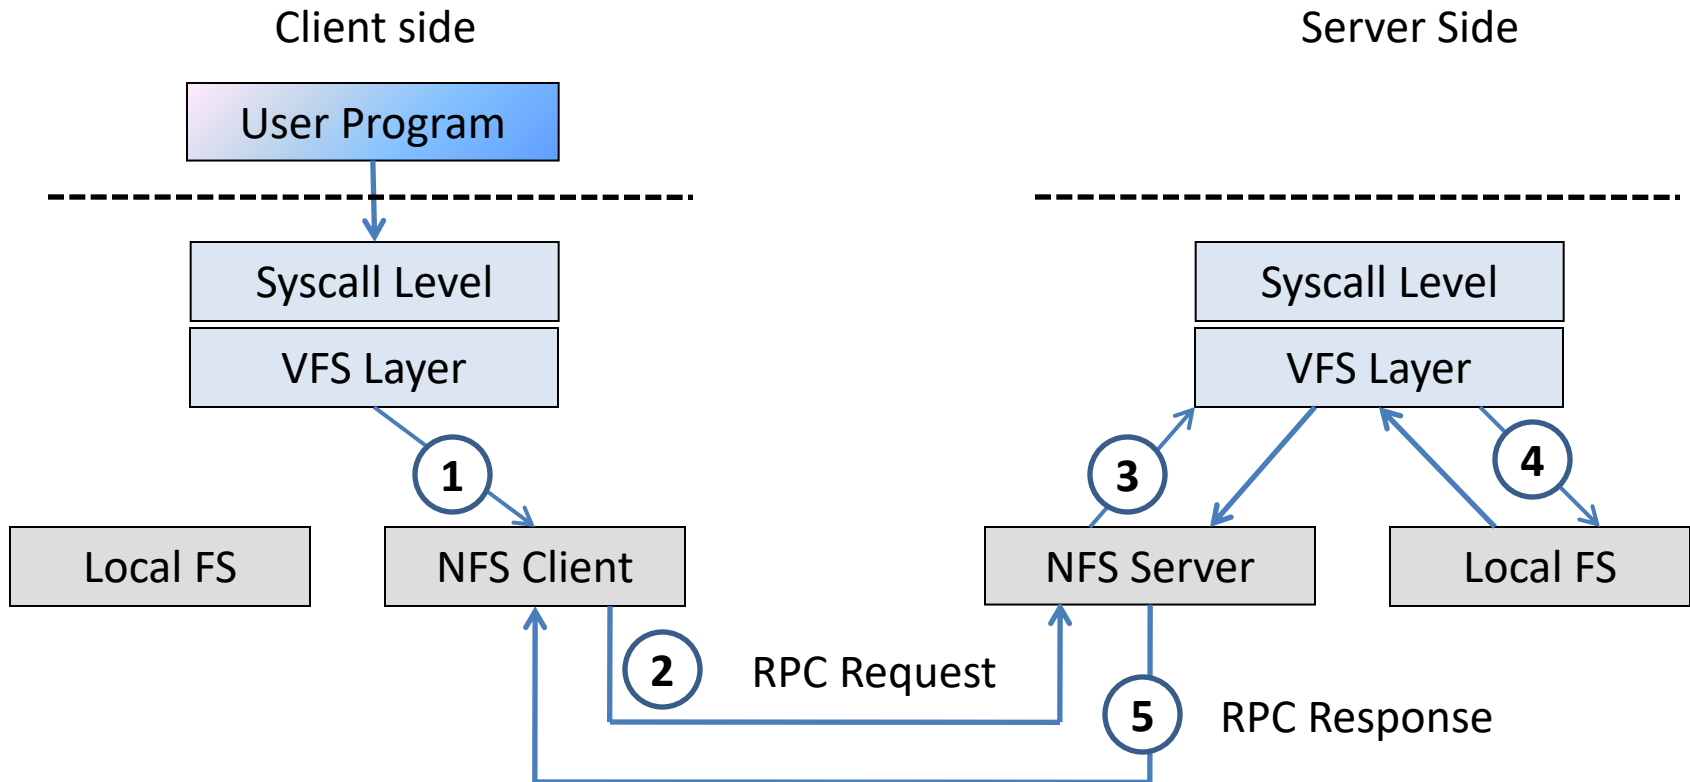 Client side
Server Side
User Program
Syscall Level
Syscall Level
VFS Layer
VFS Layer
1
3
4
Local FS
NFS Client
NFS Server
Local FS
2
RPC Request
5
RPC Response